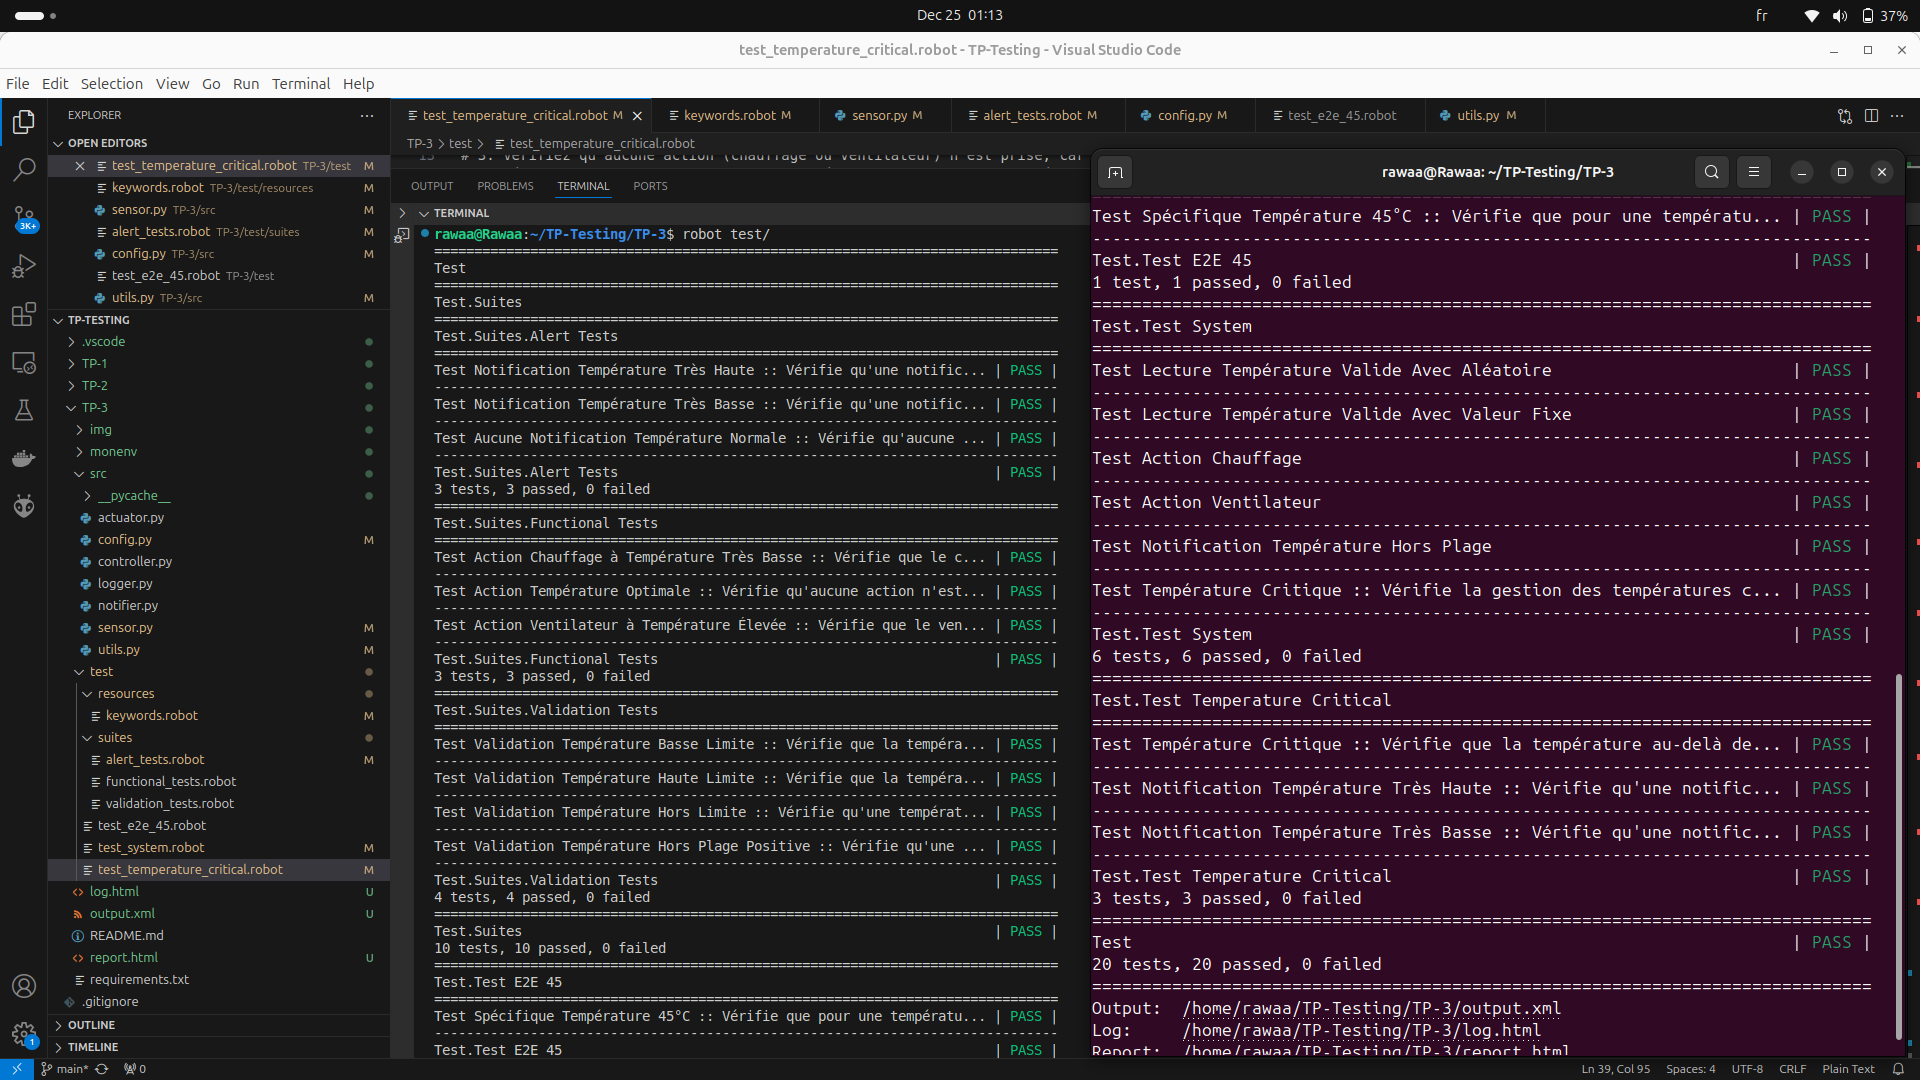 Dec 25  01:13
fr
37%
test_temperature_critical.robot - TP-Testing - Visual Studio Code
File Edit Selection View Go Run Terminal Help
EXPLORER
OPEN EDITORS
test_temperature_critical.robot TP-3/test M
keywords.robot TP-3/test/resources M
sensor.py TP-3/src M
alert_tests.robot TP-3/test/suites M
config.py TP-3/src M
test_e2e_45.robot TP-3/test
utils.py TP-3/src M
TP-TESTING
.vscode
TP-1
TP-2
TP-3
img
monenv
src
__pycache__
actuator.py
config.py M
controller.py
logger.py
notifier.py
sensor.py M
utils.py M
test
resources
keywords.robot M
suites
alert_tests.robot M
functional_tests.robot
validation_tests.robot
test_e2e_45.robot
test_system.robot M
test_temperature_critical.robot M
log.html U
output.xml U
README.md
report.html U
requirements.txt
.gitignore
OUTLINE
TIMELINE
3K+
1
test_temperature_critical.robot M
keywords.robot M
sensor.py M
alert_tests.robot M
config.py M
test_e2e_45.robot
utils.py M
TP-3 > test > test_temperature_critical.robot
# 3. Vérifiez qu'aucune action (chauffage ou ventilateur) n'est prise, car
OUTPUT PROBLEMS TERMINAL PORTS
TERMINAL
rawaa@Rawaa:~/TP-Testing/TP-3$ robot test/
==============================================================================
Test
==============================================================================
Test.Suites
==============================================================================
Test.Suites.Alert Tests
==============================================================================
Test Notification Température Très Haute :: Vérifie qu'une notific... | PASS |
------------------------------------------------------------------------------
Test Notification Température Très Basse :: Vérifie qu'une notific... | PASS |
------------------------------------------------------------------------------
Test Aucune Notification Température Normale :: Vérifie qu'aucune ... | PASS |
------------------------------------------------------------------------------
Test.Suites.Alert Tests | PASS |
3 tests, 3 passed, 0 failed
==============================================================================
Test.Suites.Functional Tests
==============================================================================
Test Action Chauffage à Température Très Basse :: Vérifie que le c... | PASS |
------------------------------------------------------------------------------
Test Action Température Optimale :: Vérifie qu'aucune action n'est... | PASS |
------------------------------------------------------------------------------
Test Action Ventilateur à Température Élevée :: Vérifie que le ven... | PASS |
------------------------------------------------------------------------------
Test.Suites.Functional Tests | PASS |
3 tests, 3 passed, 0 failed
==============================================================================
Test.Suites.Validation Tests
==============================================================================
Test Validation Température Basse Limite :: Vérifie que la tempéra... | PASS |
------------------------------------------------------------------------------
Test Validation Température Haute Limite :: Vérifie que la tempéra... | PASS |
------------------------------------------------------------------------------
Test Validation Température Hors Limite :: Vérifie qu'une températ... | PASS |
------------------------------------------------------------------------------
Test Validation Température Hors Plage Positive :: Vérifie qu'une ... | PASS |
------------------------------------------------------------------------------
Test.Suites.Validation Tests | PASS |
4 tests, 4 passed, 0 failed
==============================================================================
Test.Suites | PASS |
10 tests, 10 passed, 0 failed
==============================================================================
Test.Test E2E 45
==============================================================================
Test Spécifique Température 45°C :: Vérifie que pour une températu... | PASS |
------------------------------------------------------------------------------
Test.Test E2E 45 | PASS |
rawaa@Rawaa: ~/TP-Testing/TP-3
Test Spécifique Température 45°C :: Vérifie que pour une températu... | PASS |
------------------------------------------------------------------------------
Test.Test E2E 45 | PASS |
1 test, 1 passed, 0 failed
==============================================================================
Test.Test System
==============================================================================
Test Lecture Température Valide Avec Aléatoire | PASS |
------------------------------------------------------------------------------
Test Lecture Température Valide Avec Valeur Fixe | PASS |
------------------------------------------------------------------------------
Test Action Chauffage | PASS |
------------------------------------------------------------------------------
Test Action Ventilateur | PASS |
------------------------------------------------------------------------------
Test Notification Température Hors Plage | PASS |
------------------------------------------------------------------------------
Test Température Critique :: Vérifie la gestion des températures c... | PASS |
------------------------------------------------------------------------------
Test.Test System | PASS |
6 tests, 6 passed, 0 failed
==============================================================================
Test.Test Temperature Critical
==============================================================================
Test Température Critique :: Vérifie que la température au-delà de... | PASS |
------------------------------------------------------------------------------
Test Notification Température Très Haute :: Vérifie qu'une notific... | PASS |
------------------------------------------------------------------------------
Test Notification Température Très Basse :: Vérifie qu'une notific... | PASS |
------------------------------------------------------------------------------
Test.Test Temperature Critical | PASS |
3 tests, 3 passed, 0 failed
==============================================================================
Test | PASS |
20 tests, 20 passed, 0 failed
==============================================================================
Output:  /home/rawaa/TP-Testing/TP-3/output.xml
Log:     /home/rawaa/TP-Testing/TP-3/log.html
Report:  /home/rawaa/TP-Testing/TP-3/report.html
main* 0
Ln 39, Col 95 Spaces: 4 UTF-8 CRLF Plain Text